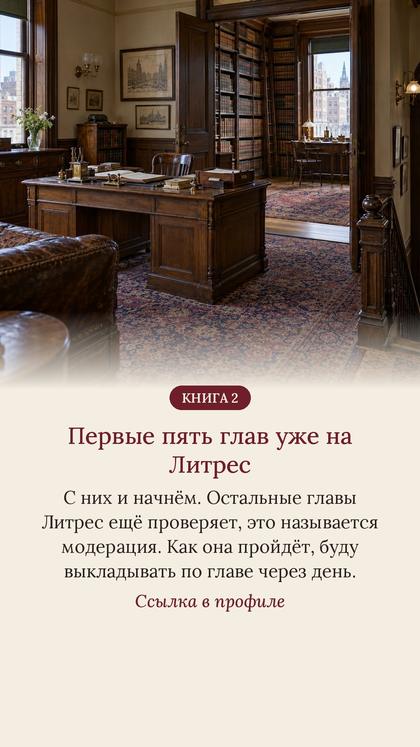 КНИГА 2
Первые пять глав уже на
Литрес
С них и начнём. Остальные главы
Литрес ещё проверяет, это называется
модерация. Как она пройдёт, буду
выкладывать по главе через день.
Ссылка в профиле